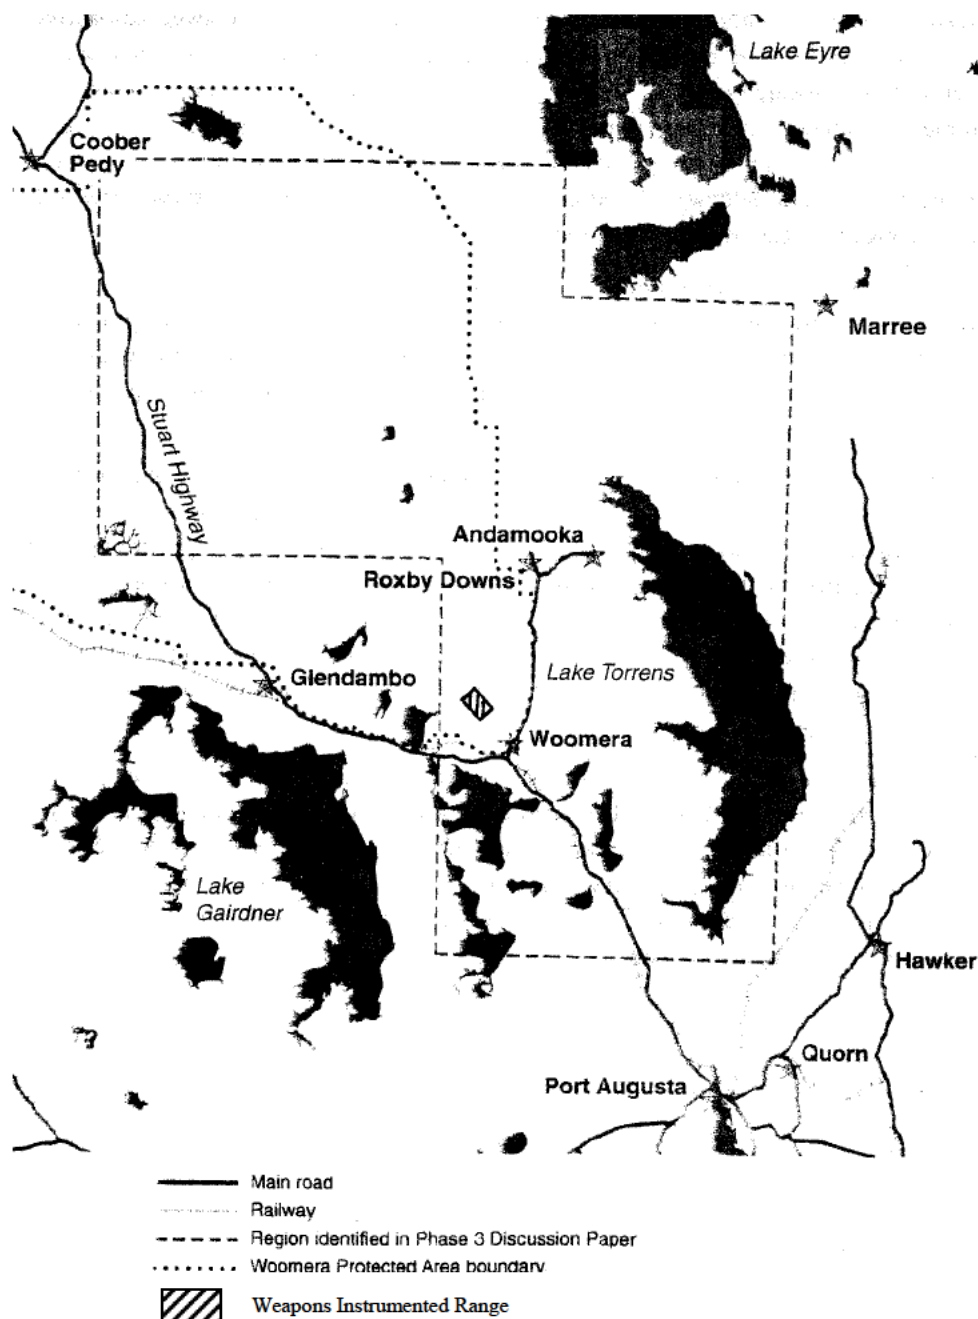 Lake Eyre
Coober
Pedy
Marree
Stuart Highway
Andamooka
Roxby Downs
Lake Torrens
Glendambo
Woomera
Lake
Gairdner
Hawker
Quorn
Port Augusta
Main road
Railway
Region identified in Phase 3 Discussion Paper
Woomera Protected Area boundary
Weapons Instrumented Range